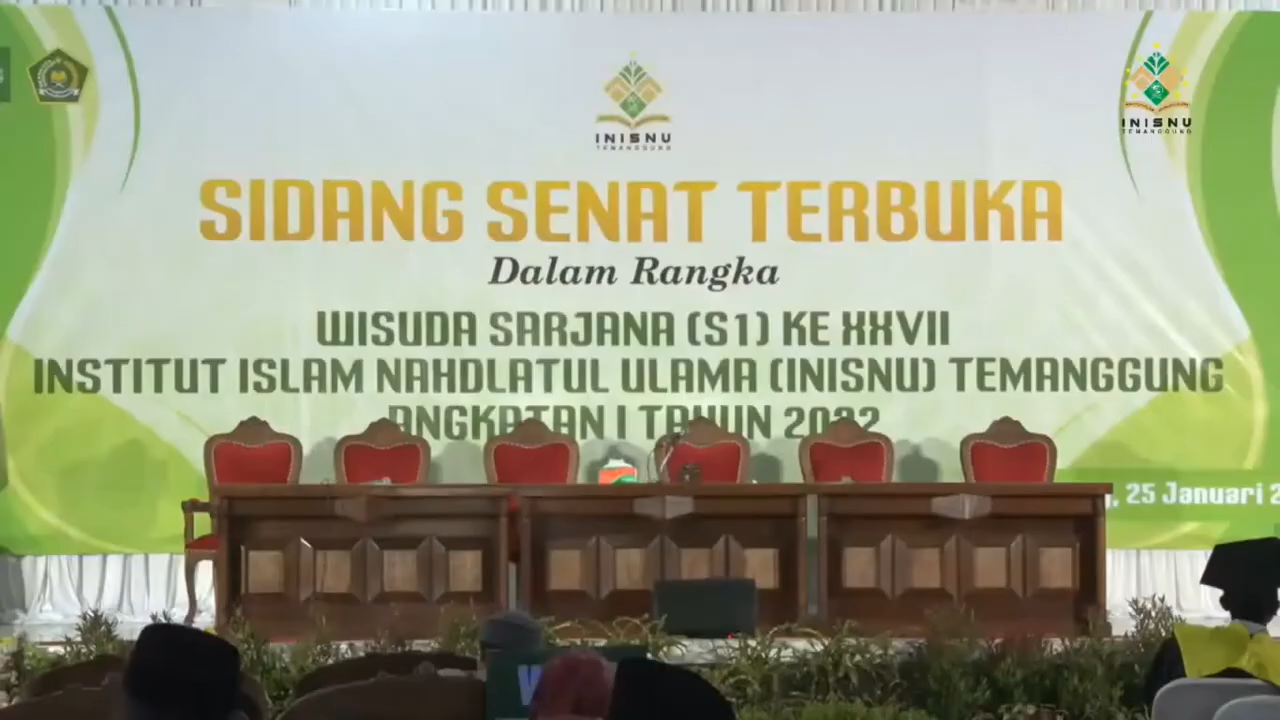 INISNU
TEMANGGUNG
INISNU
TEMANGGUNG
SIDANG SENAT TERBUKA
Dalam Rangka
WISUDA SARJANA (S1) KE XXVII
INSTITUT ISLAM NAHDLATUL ULAMA (INISNU) TEMANGGUNG
ANGKATAN I TAHUN 2022
, 25 Januari 2